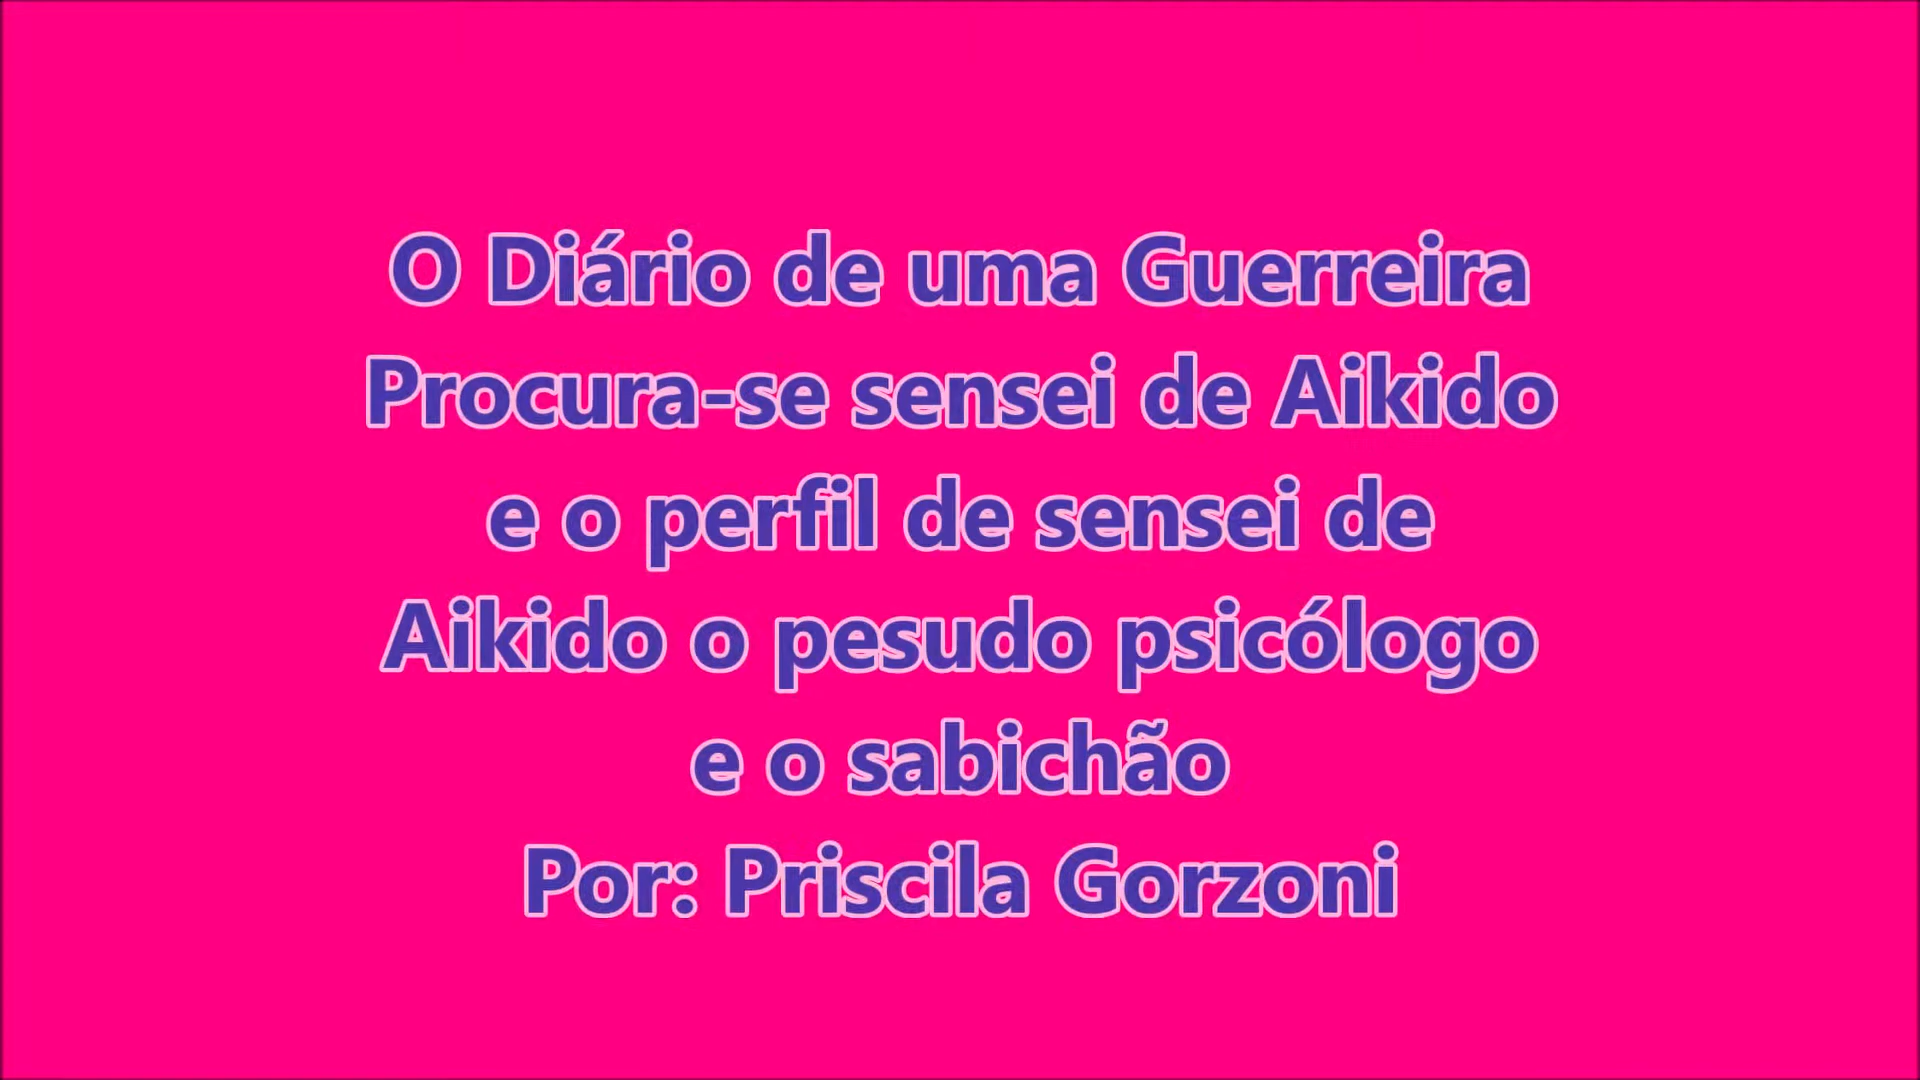 O Diário de uma Guerreira
Procura-se sensei de Aikido
e o perfil de sensei de
Aikido o pesudo psicólogo
e o sabichão
Por: Priscila Gorzoni